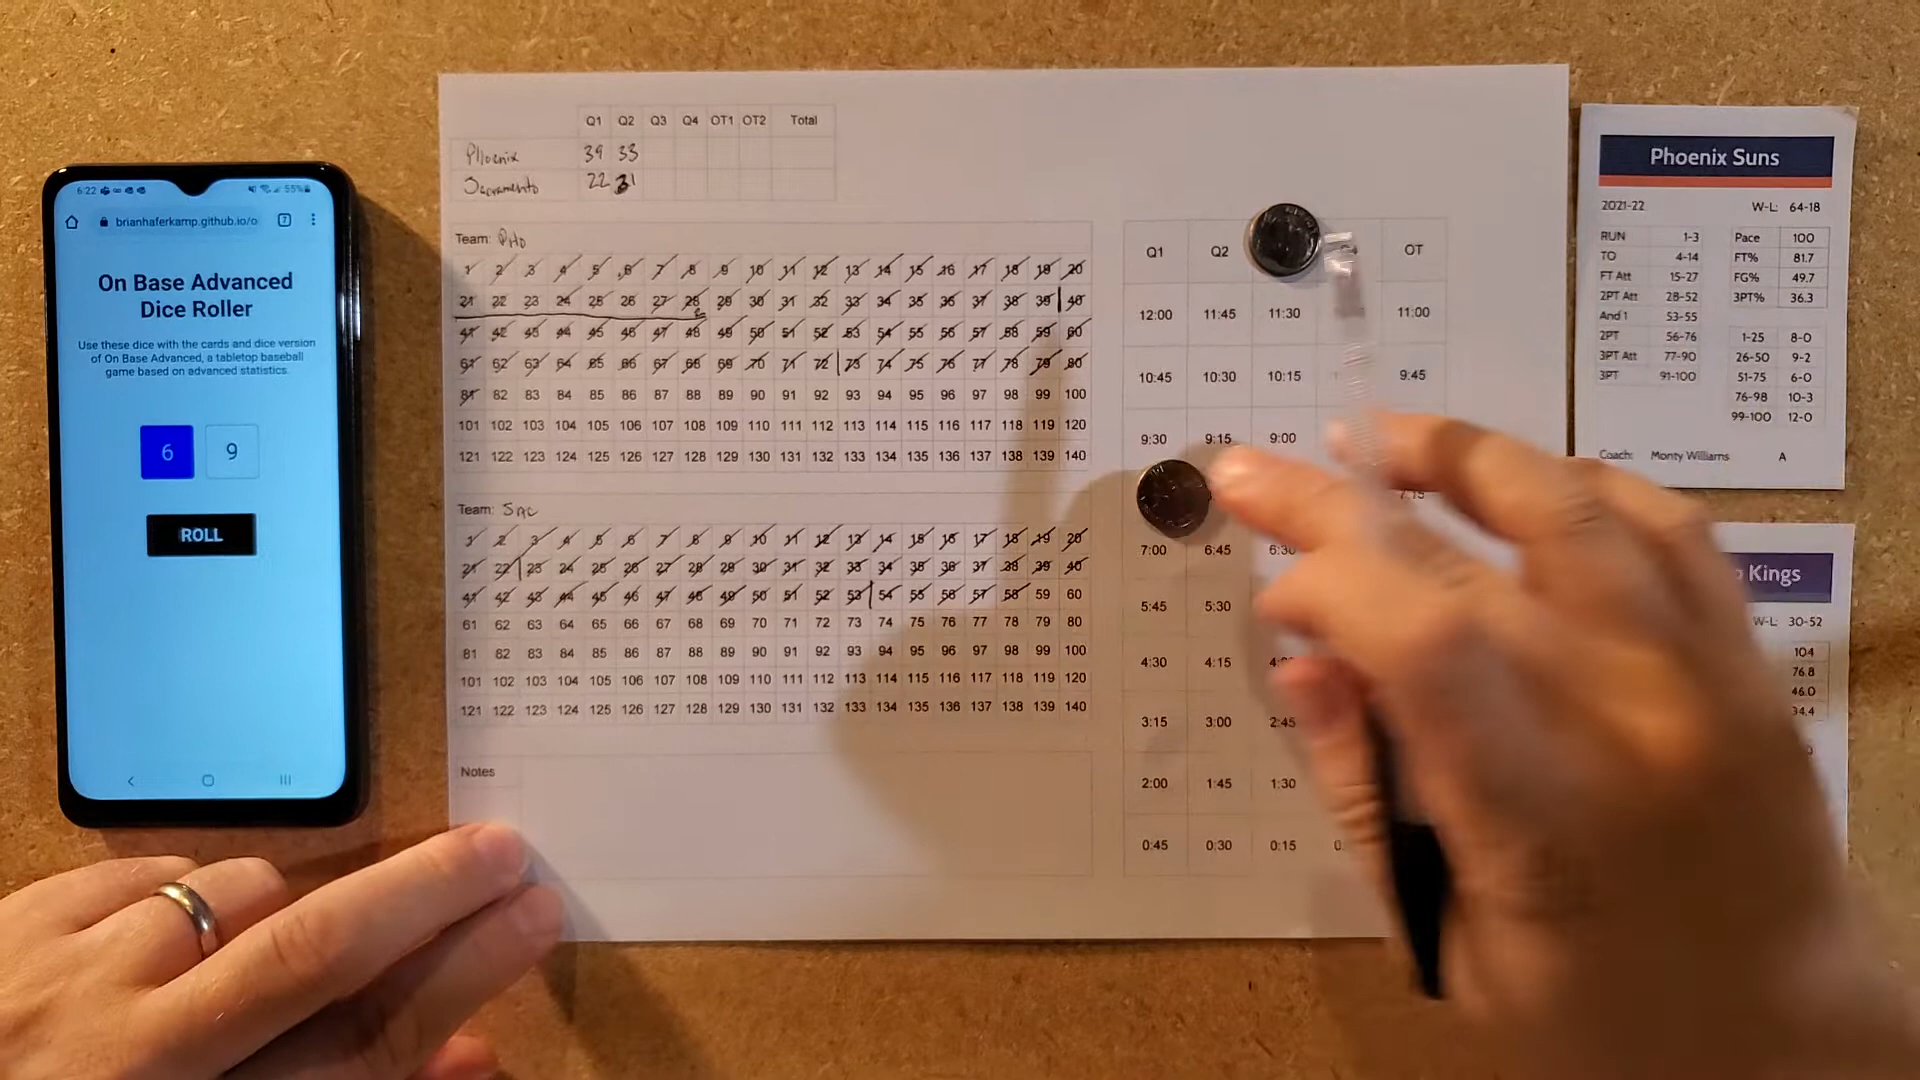 6:22 55%
brianhaferkamp.github.io/o 7
On Base Advanced
Dice Roller
Use these dice with the cards and dice version
of On Base Advanced, a tabletop baseball
game based on advanced statistics.
6 9
ROLL
Q1 Q2 Q3 Q4 OT1 OT2 Total
Phoenix 39 33
Sacramento 22 31
Team: PHO
1 2 3 4 5 6 7 8 9 10 11 12 13 14 15 16 17 18 19 20
21 22 23 24 25 26 27 28 29 30 31 32 33 34 35 36 37 38 39 40
41 42 43 44 45 46 47 48 49 50 51 52 53 54 55 56 57 58 59 60
61 62 63 64 65 66 67 68 69 70 71 72 73 74 75 76 77 78 79 80
81 82 83 84 85 86 87 88 89 90 91 92 93 94 95 96 97 98 99 100
101 102 103 104 105 106 107 108 109 110 111 112 113 114 115 116 117 118 119 120
121 122 123 124 125 126 127 128 129 130 131 132 133 134 135 136 137 138 139 140
Team: SAC
1 2 3 4 5 6 7 8 9 10 11 12 13 14 15 16 17 18 19 20
21 22 23 24 25 26 27 28 29 30 31 32 33 34 35 36 37 38 39 40
41 42 43 44 45 46 47 48 49 50 51 52 53 54 55 56 57 58 59 60
61 62 63 64 65 66 67 68 69 70 71 72 73 74 75 76 77 78 79 80
81 82 83 84 85 86 87 88 89 90 91 92 93 94 95 96 97 98 99 100
101 102 103 104 105 106 107 108 109 110 111 112 113 114 115 116 117 118 119 120
121 122 123 124 125 126 127 128 129 130 131 132 133 134 135 136 137 138 139 140
Notes
Q1 Q2 OT
12:00 11:45 11:30 11:00
10:45 10:30 10:15 9:45
9:30 9:15 9:00
7:15
7:00 6:45 6:30
5:45 5:30
4:30 4:15
3:15 3:00 2:45
2:00 1:45 1:30
0:45 0:30 0:15
Phoenix Suns
2021-22 W-L: 64-18
RUN 1-3 Pace 100
TO 4-14 FT% 81.7
FT Att 15-27 FG% 49.7
2PT Att 28-52 3PT% 36.3
And 1 53-55
2PT 56-76 1-25 8-0
3PT Att 77-90 26-50 9-2
3PT 91-100 51-75 6-0
76-98 10-3
99-100 12-0
Coach: Monty Williams A
Kings
W-L: 30-52
104
76.8
46.0
34.4